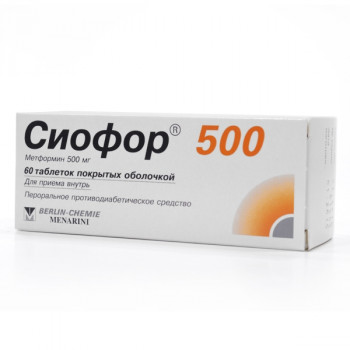 Сиофор® 500
Метформин 500 мг
60 таблеток покрытых оболочкой
Для приема внутрь
Пероральное противодиабетическое средство
BERLIN-CHEMIE
MENARINI